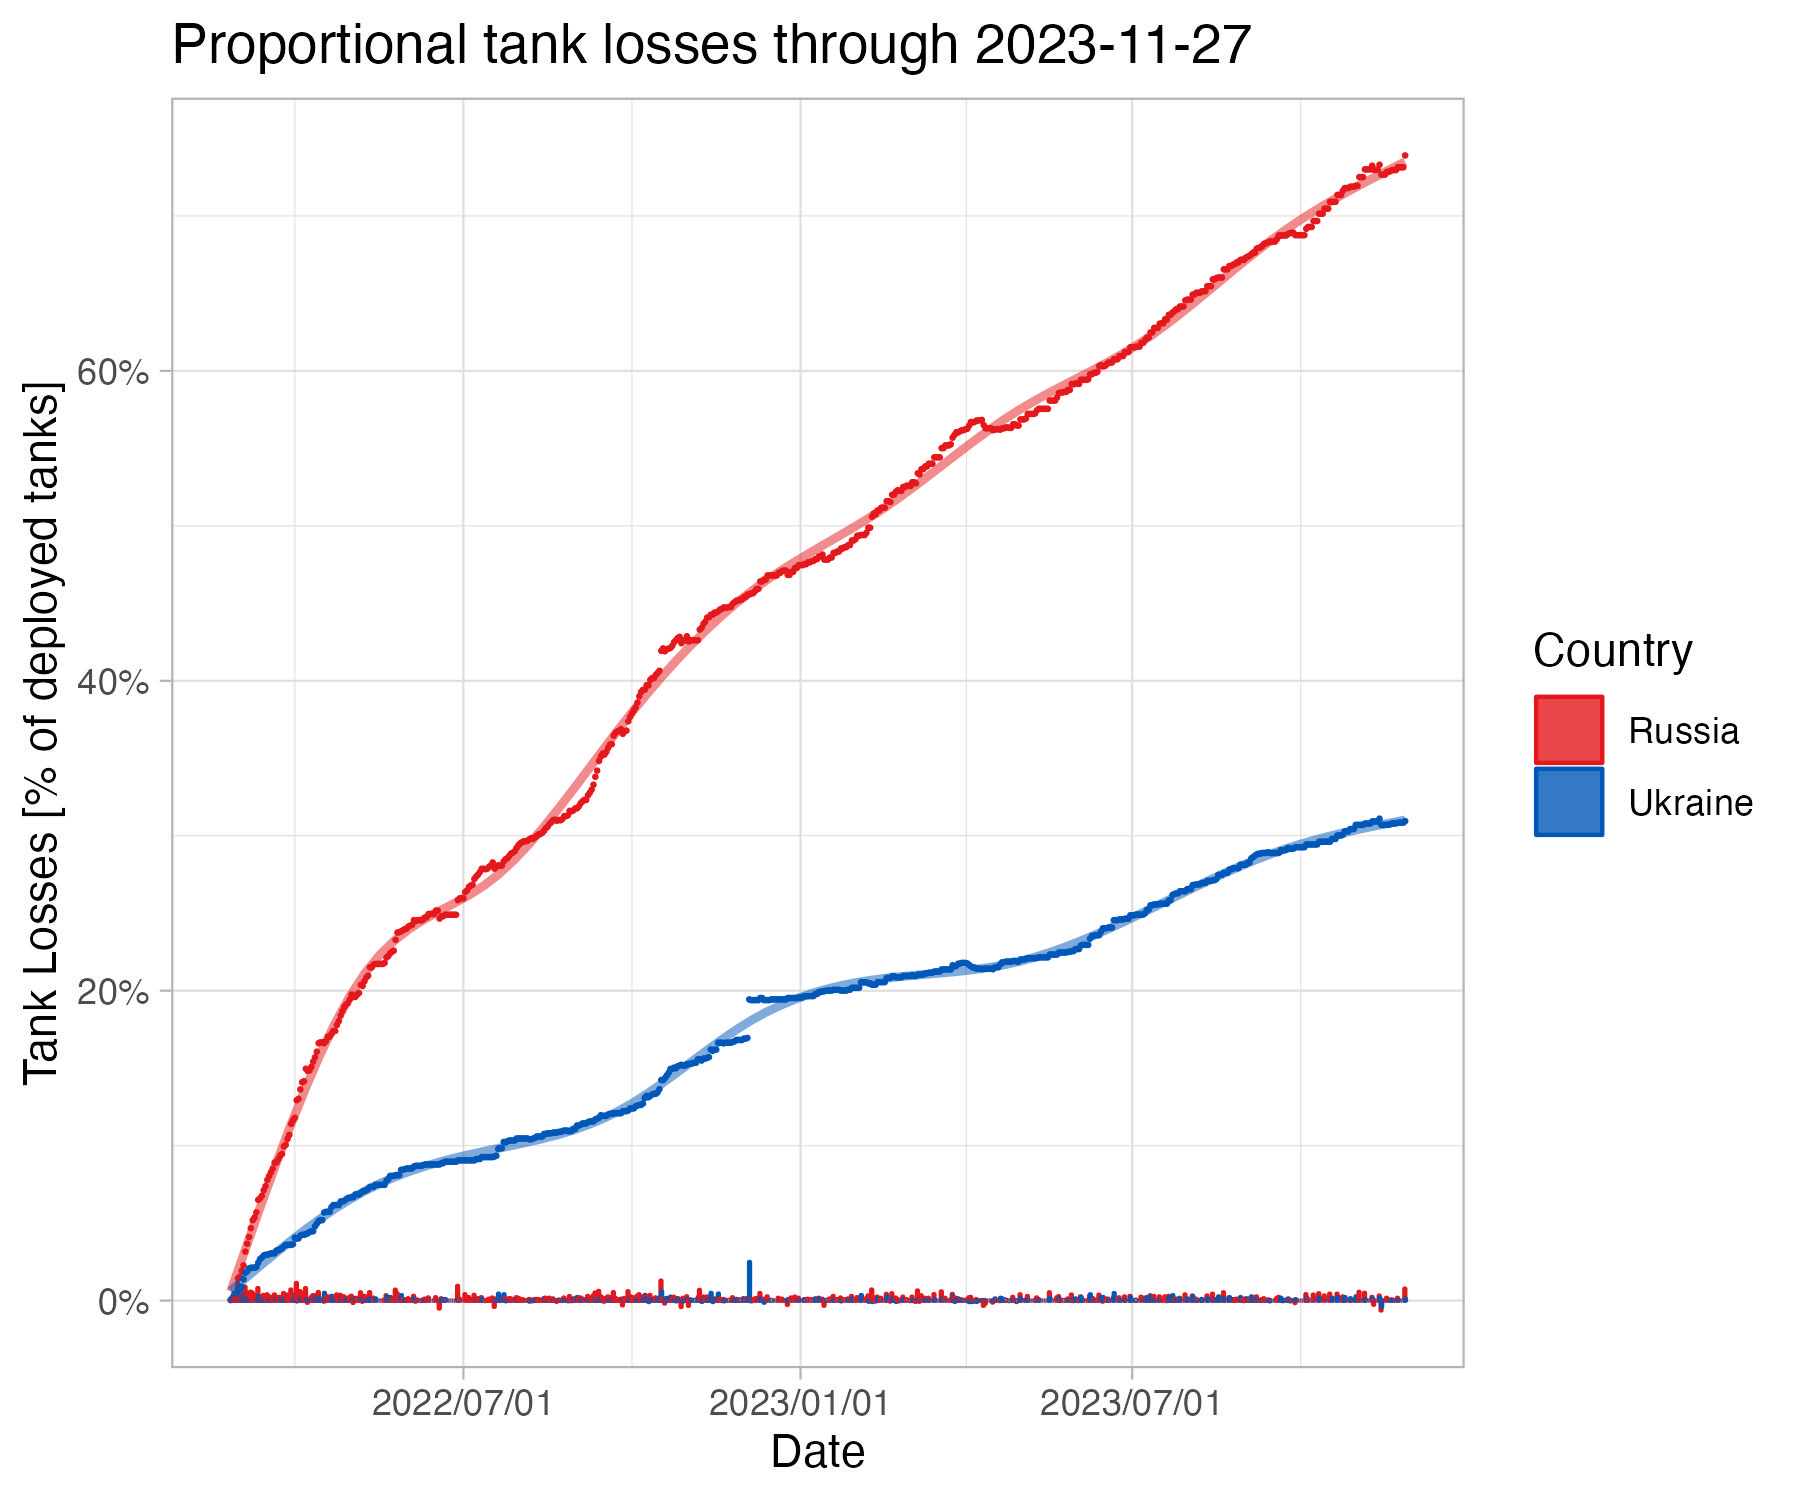 Proportional tank losses through 2023-11-27
Tank Losses [% of deployed tanks]
60%
40%
20%
0%
2022/07/01
2023/01/01
2023/07/01
Date
Country
Russia
Ukraine